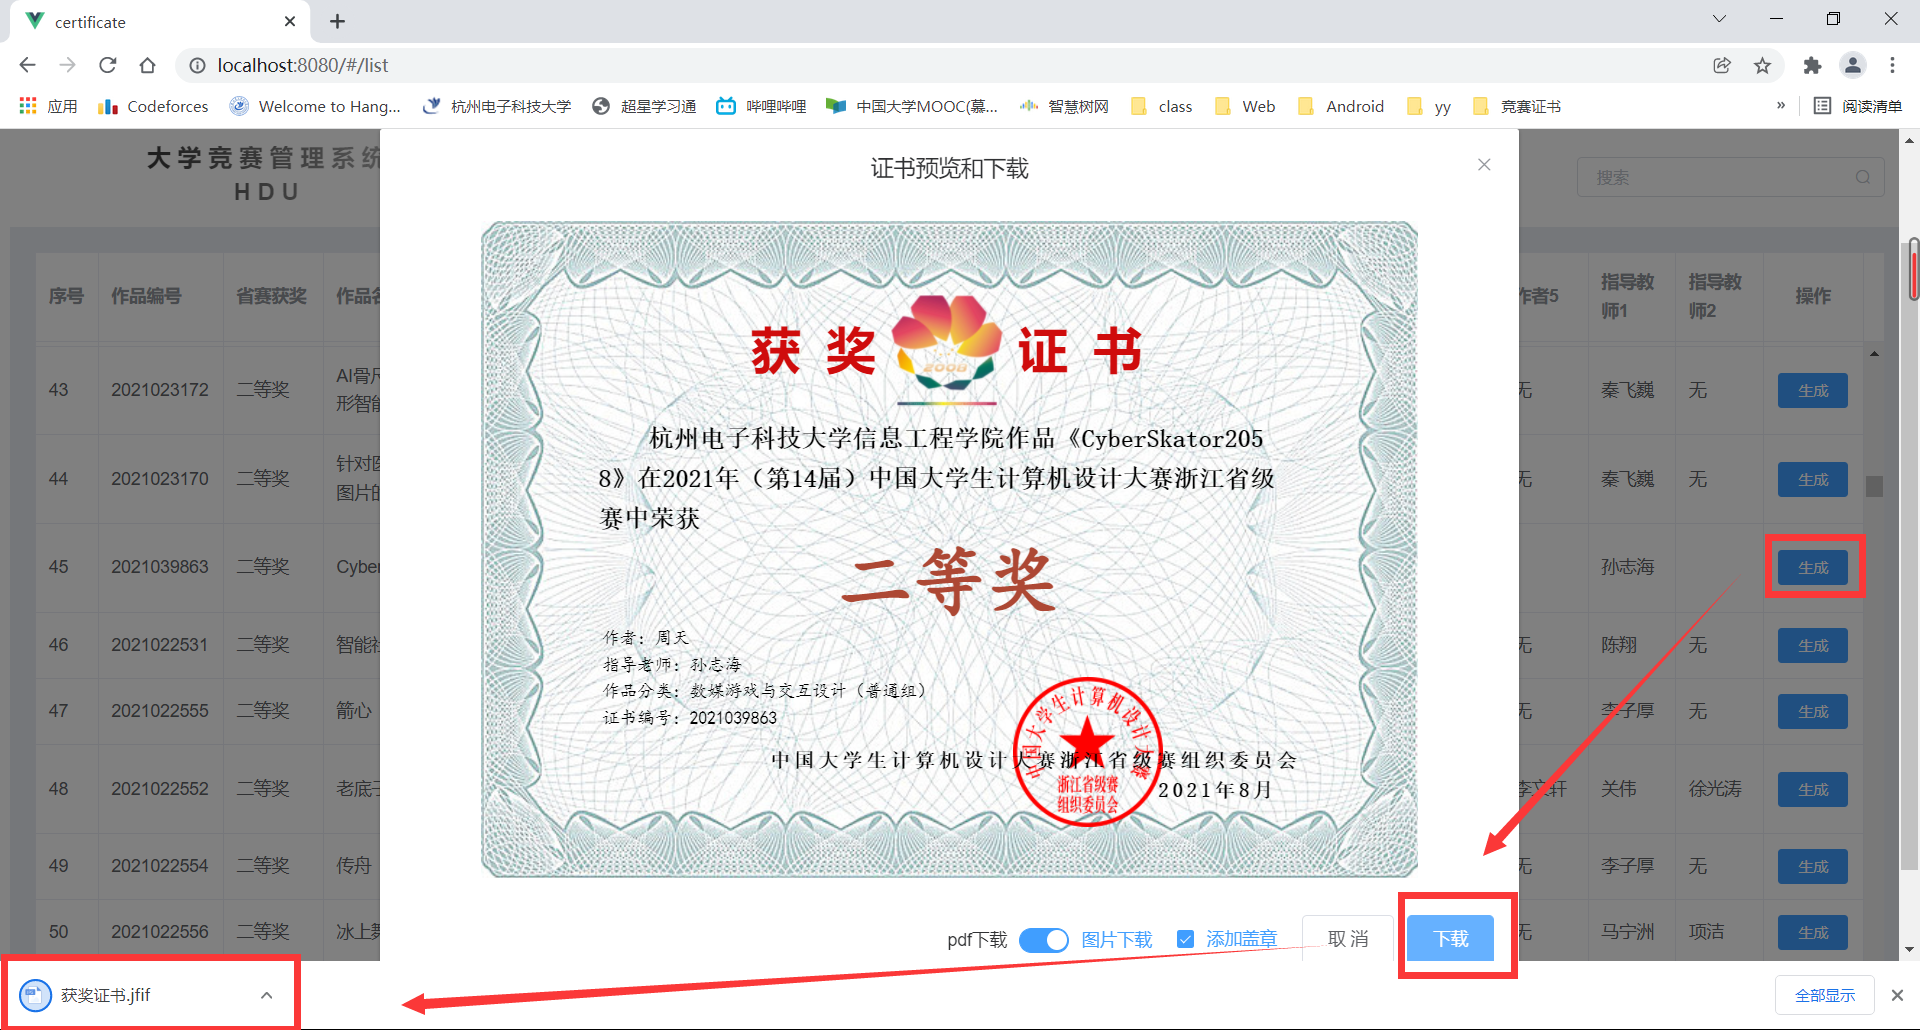 certificate
localhost:8080/#/list
应用
Codeforces
Welcome to Hang...
杭州电子科技大学
超星学习通
哔哩哔哩
中国大学MOOC(慕...
智慧树网
class
Web
Android
yy
竞赛证书
»
阅读清单
大学竞赛管理系统
HDU
搜索
证书预览和下载
序号 作品编号 省赛获奖 作品名
作者5 指导教师1 指导教师2 操作
43 2021023172 二等奖 AI骨尺
形智能
无 秦飞巍 无 生成
44 2021023170 二等奖 针对医
图片的
无 秦飞巍 无 生成
45 2021039863 二等奖 Cyber
孙志海 生成
46 2021022531 二等奖 智能社
无 陈翔 无 生成
47 2021022555 二等奖 箭心
无 李子厚 无 生成
48 2021022552 二等奖 老底子
李文轩 关伟 徐光涛 生成
49 2021022554 二等奖 传舟
无 李子厚 无 生成
50 2021022556 二等奖 冰上舞
无 马宁洲 项洁 生成
获奖 证书
2008
杭州电子科技大学信息工程学院作品《CyberSkator205
8》在2021年（第14届）中国大学生计算机设计大赛浙江省级
赛中荣获
二等奖
作者：周天
指导老师：孙志海
作品分类：数媒游戏与交互设计（普通组）
证书编号：2021039863
中国大学生计算机设计大赛浙江省级赛组织委员会
2021年8月
中国大学生计算机设计大赛
浙江省级赛
组织委员会
pdf下载 图片下载 添加盖章 取 消 下载
获奖证书.jfif
全部显示